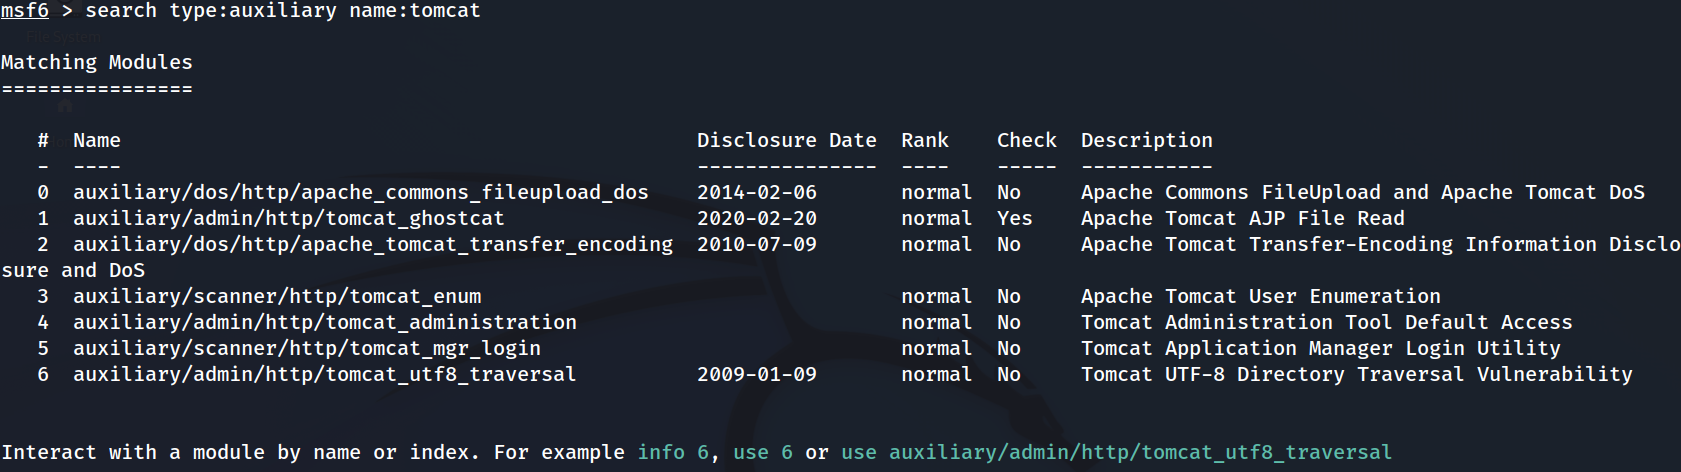 msf6 > search type:auxiliary name:tomcat
File System
Matching Modules
================
   #  Name                                                Disclosure Date  Rank    Check  Description
   -  ----                                                ---------------  ----    -----  -----------
   0  auxiliary/dos/http/apache_commons_fileupload_dos    2014-02-06       normal  No     Apache Commons FileUpload and Apache Tomcat DoS
   1  auxiliary/admin/http/tomcat_ghostcat                2020-02-20       normal  Yes    Apache Tomcat AJP File Read
   2  auxiliary/dos/http/apache_tomcat_transfer_encoding  2010-07-09       normal  No     Apache Tomcat Transfer-Encoding Information Disclo
sure and DoS
   3  auxiliary/scanner/http/tomcat_enum                                   normal  No     Apache Tomcat User Enumeration
   4  auxiliary/admin/http/tomcat_administration                           normal  No     Tomcat Administration Tool Default Access
   5  auxiliary/scanner/http/tomcat_mgr_login                              normal  No     Tomcat Application Manager Login Utility
   6  auxiliary/admin/http/tomcat_utf8_traversal          2009-01-09       normal  No     Tomcat UTF-8 Directory Traversal Vulnerability
Interact with a module by name or index. For example info 6, use 6 or use auxiliary/admin/http/tomcat_utf8_traversal